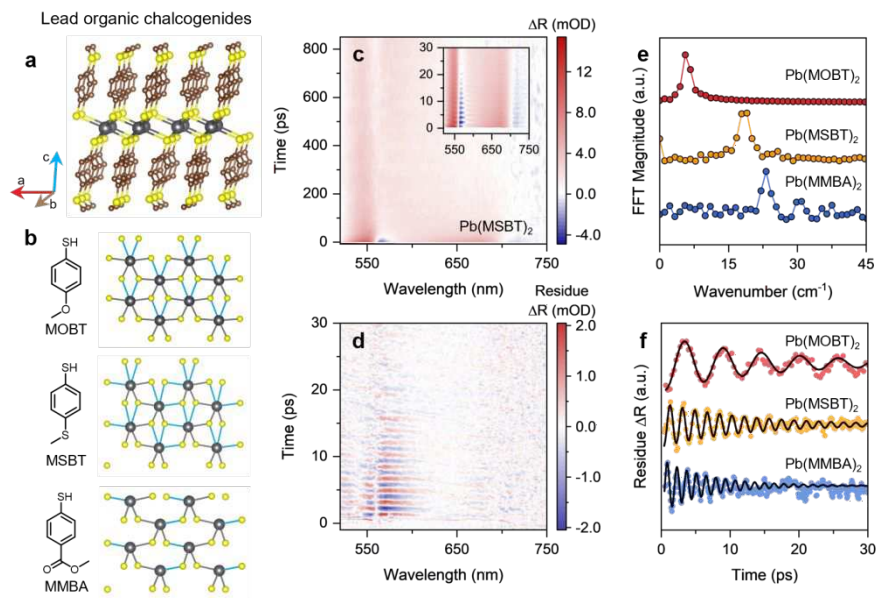 Lead organic chalcogenides
a
c
a
b
b
SH
O
MOBT
SH
S
MSBT
SH
O
O
MMBA
c
ΔR (mOD)
Time (ps)
800
600
400
200
0
30
20
10
0
550
650
750
Pb(MSBT)₂
12.0
8.0
4.0
0.0
-4.0
550
650
750
Wavelength (nm)
d
Residue
ΔR (mOD)
Time (ps)
30
20
10
0
2.0
1.0
0.0
-1.0
-2.0
550
650
750
Wavelength (nm)
e
FFT Magnitude (a.u.)
Pb(MOBT)₂
Pb(MSBT)₂
Pb(MMBA)₂
0
15
30
45
Wavenumber (cm⁻¹)
f
Residue ΔR (a.u.)
Pb(MOBT)₂
Pb(MSBT)₂
Pb(MMBA)₂
0
10
20
30
Time (ps)